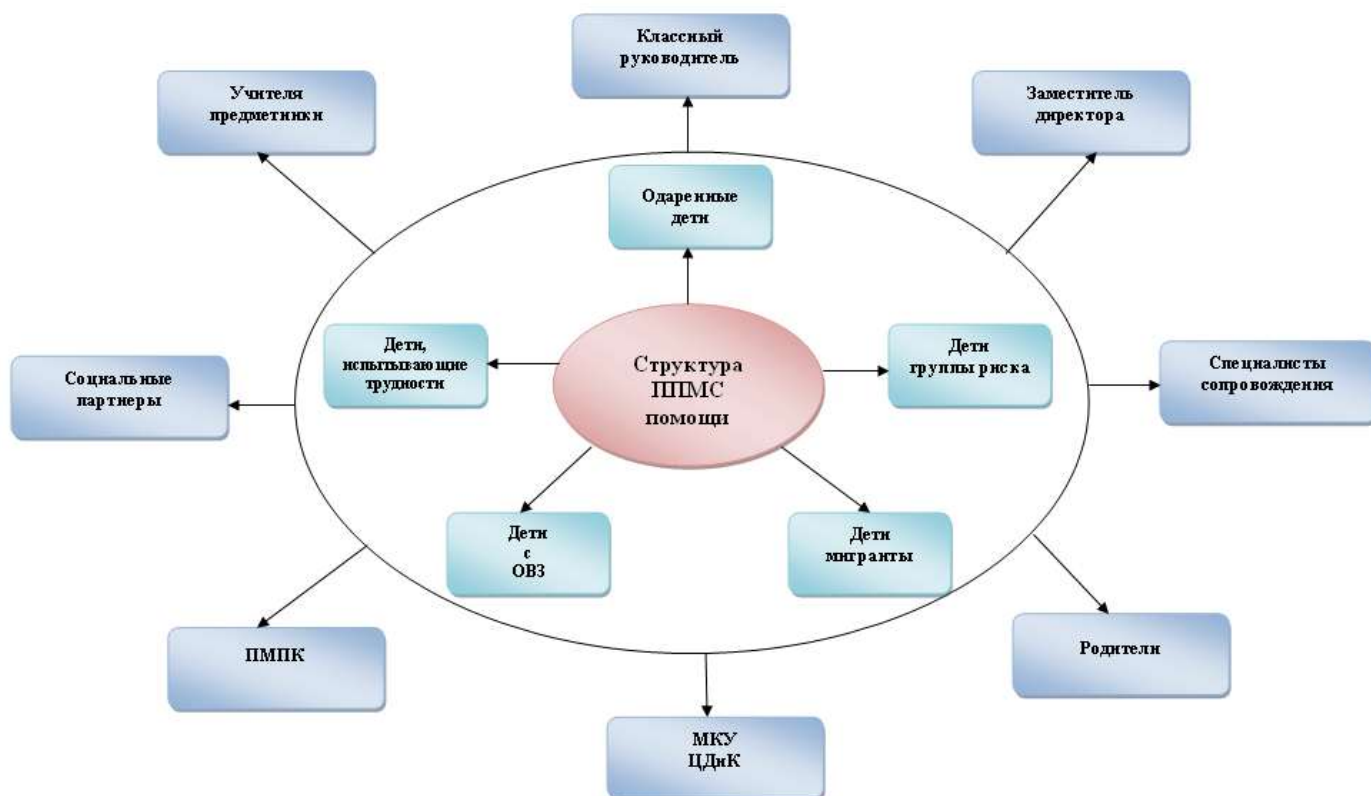 Классный
руководитель
Учителя
предметники
Заместитель
директора
Одаренные
дети
Дети,
испытывающие
трудности
Структура
ППМС
помощи
Дети
группы риска
Социальные
партнеры
Специалисты
сопровождения
Дети
с
ОВЗ
Дети
мигранты
ПМПК
Родители
МКУ
ЦДиК